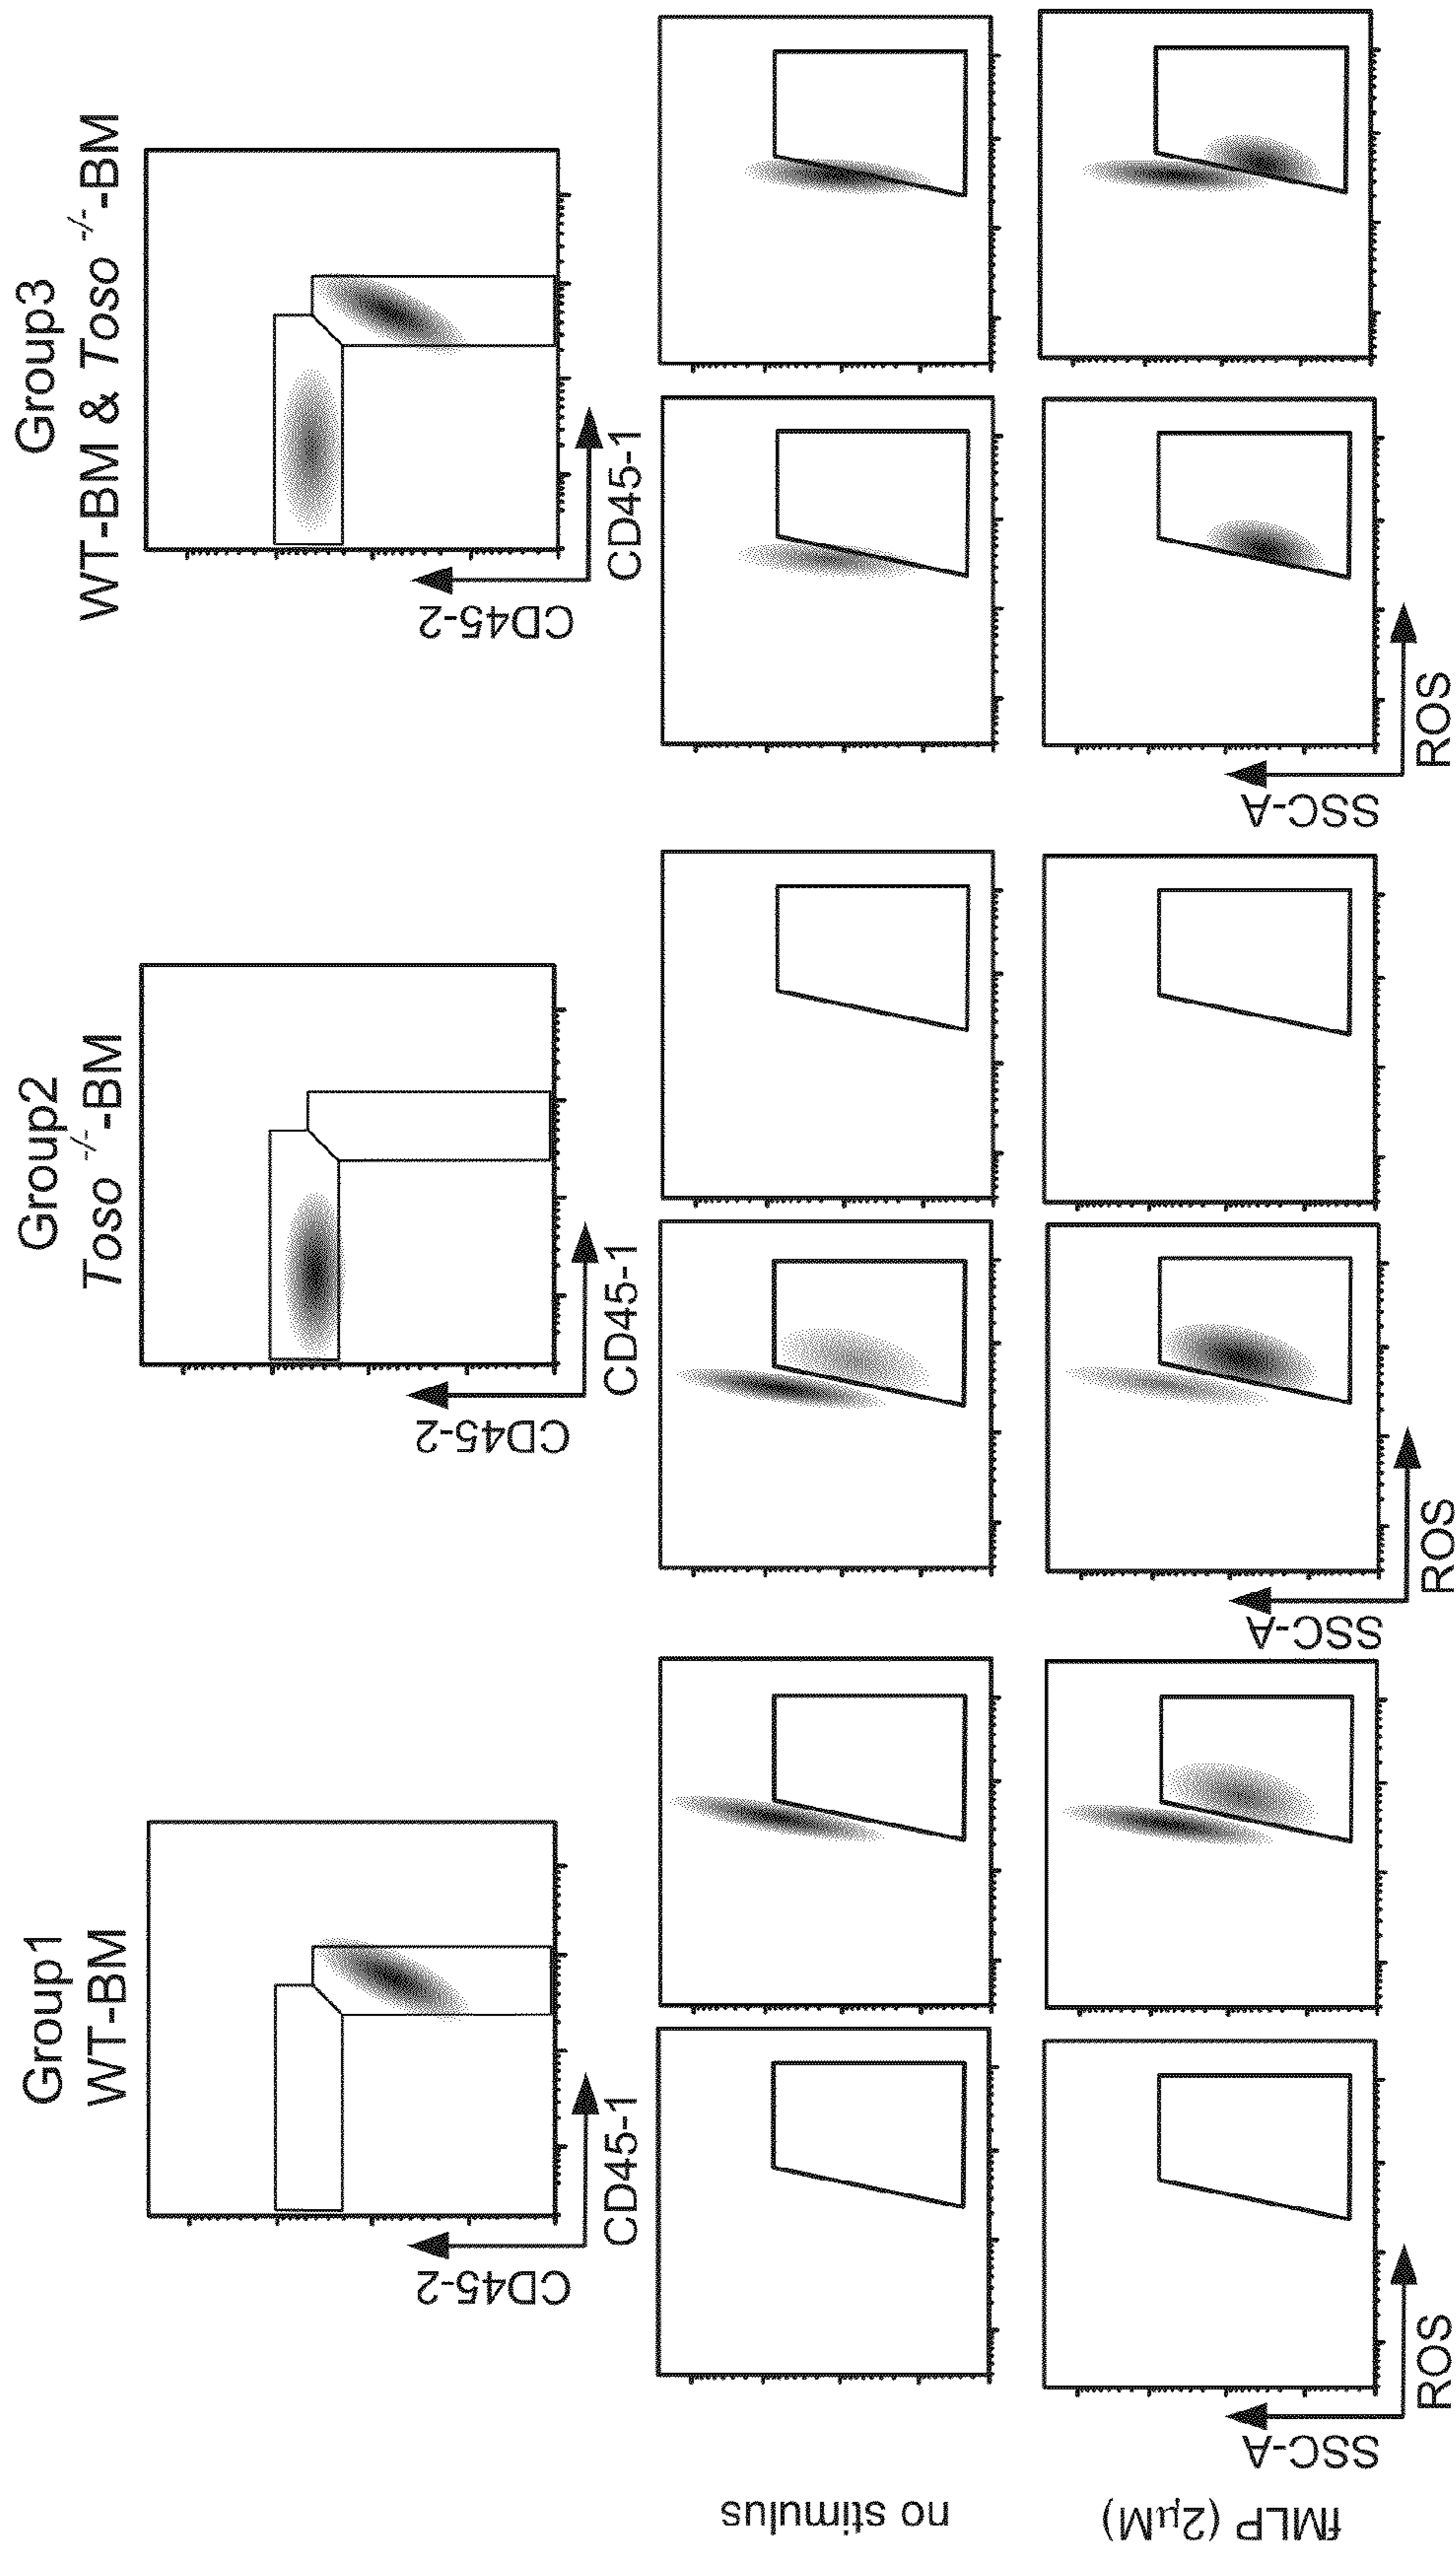 Group1
WT-BM
Group2
Toso -/- -BM
Group3
WT-BM & Toso -/- -BM
CD45-2
CD45-1
CD45-2
CD45-1
CD45-2
CD45-1
no stimulus
fMLP (2μM)
SSC-A
ROS
SSC-A
ROS
SSC-A
ROS